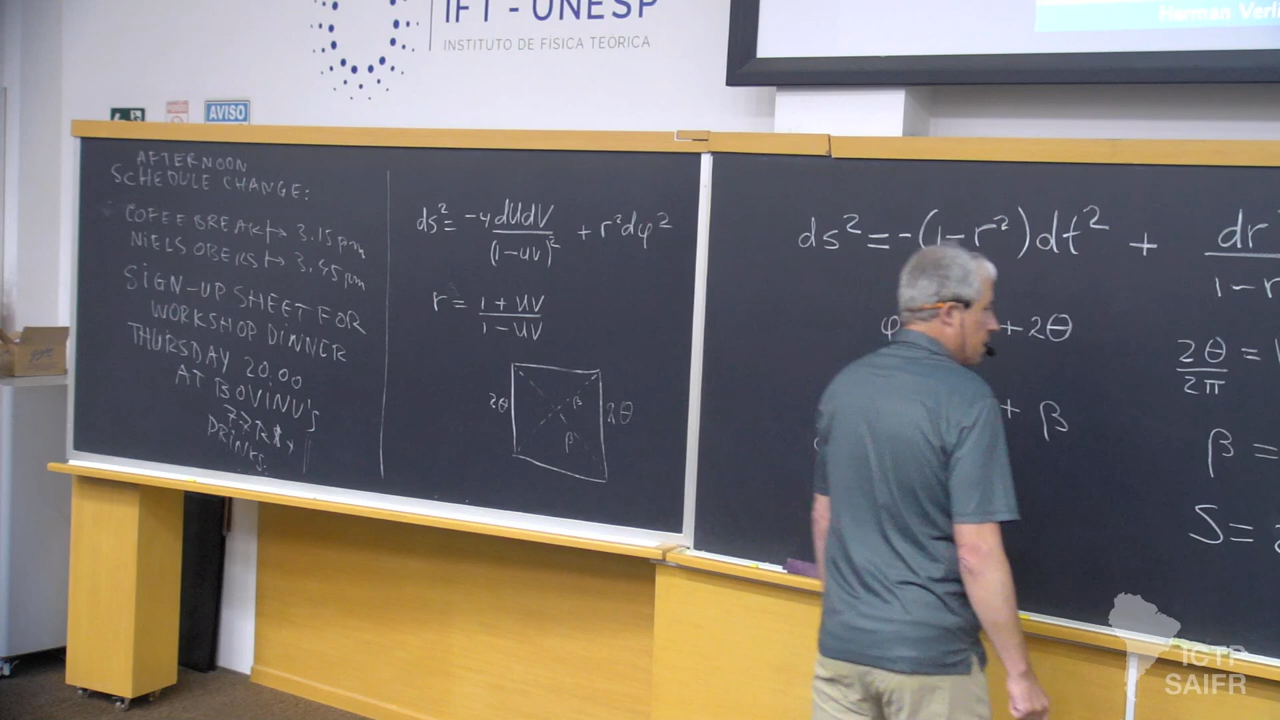 IFT - UNESP
INSTITUTO DE FÍSICA TEÓRICA
Herman Verli
AVISO
AFTERNOON
SCHEDULE CHANGE:
COFEE BREAK → 3.15 pm
NIELS OBERS → 3.45 pm
SIGN-UP SHEET FOR
WORKSHOP DINNER
THURSDAY 20.00
AT BOVINU'S
DRINKS
ds² = -4dUdV/(1-UV)² + r²dφ²
r = 1+UV/1-UV
2θ β 2θ
β
ds² = -(1-r²)dt² + dr
1-r
φ + 2θ
2θ/2π =
+ β
β =
S =
ICTP
SAIFR